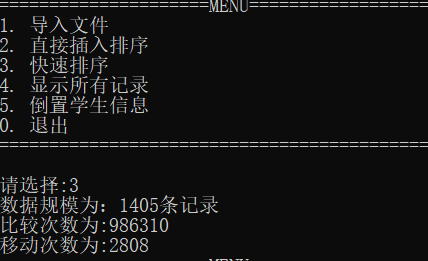 =====================MENU==================
1. 导入文件
2. 直接插入排序
3. 快速排序
4. 显示所有记录
5. 倒置学生信息
0. 退出
===========================================
请选择:3
数据规模为: 1405条记录
比较次数为:986310
移动次数为:2808
MENU